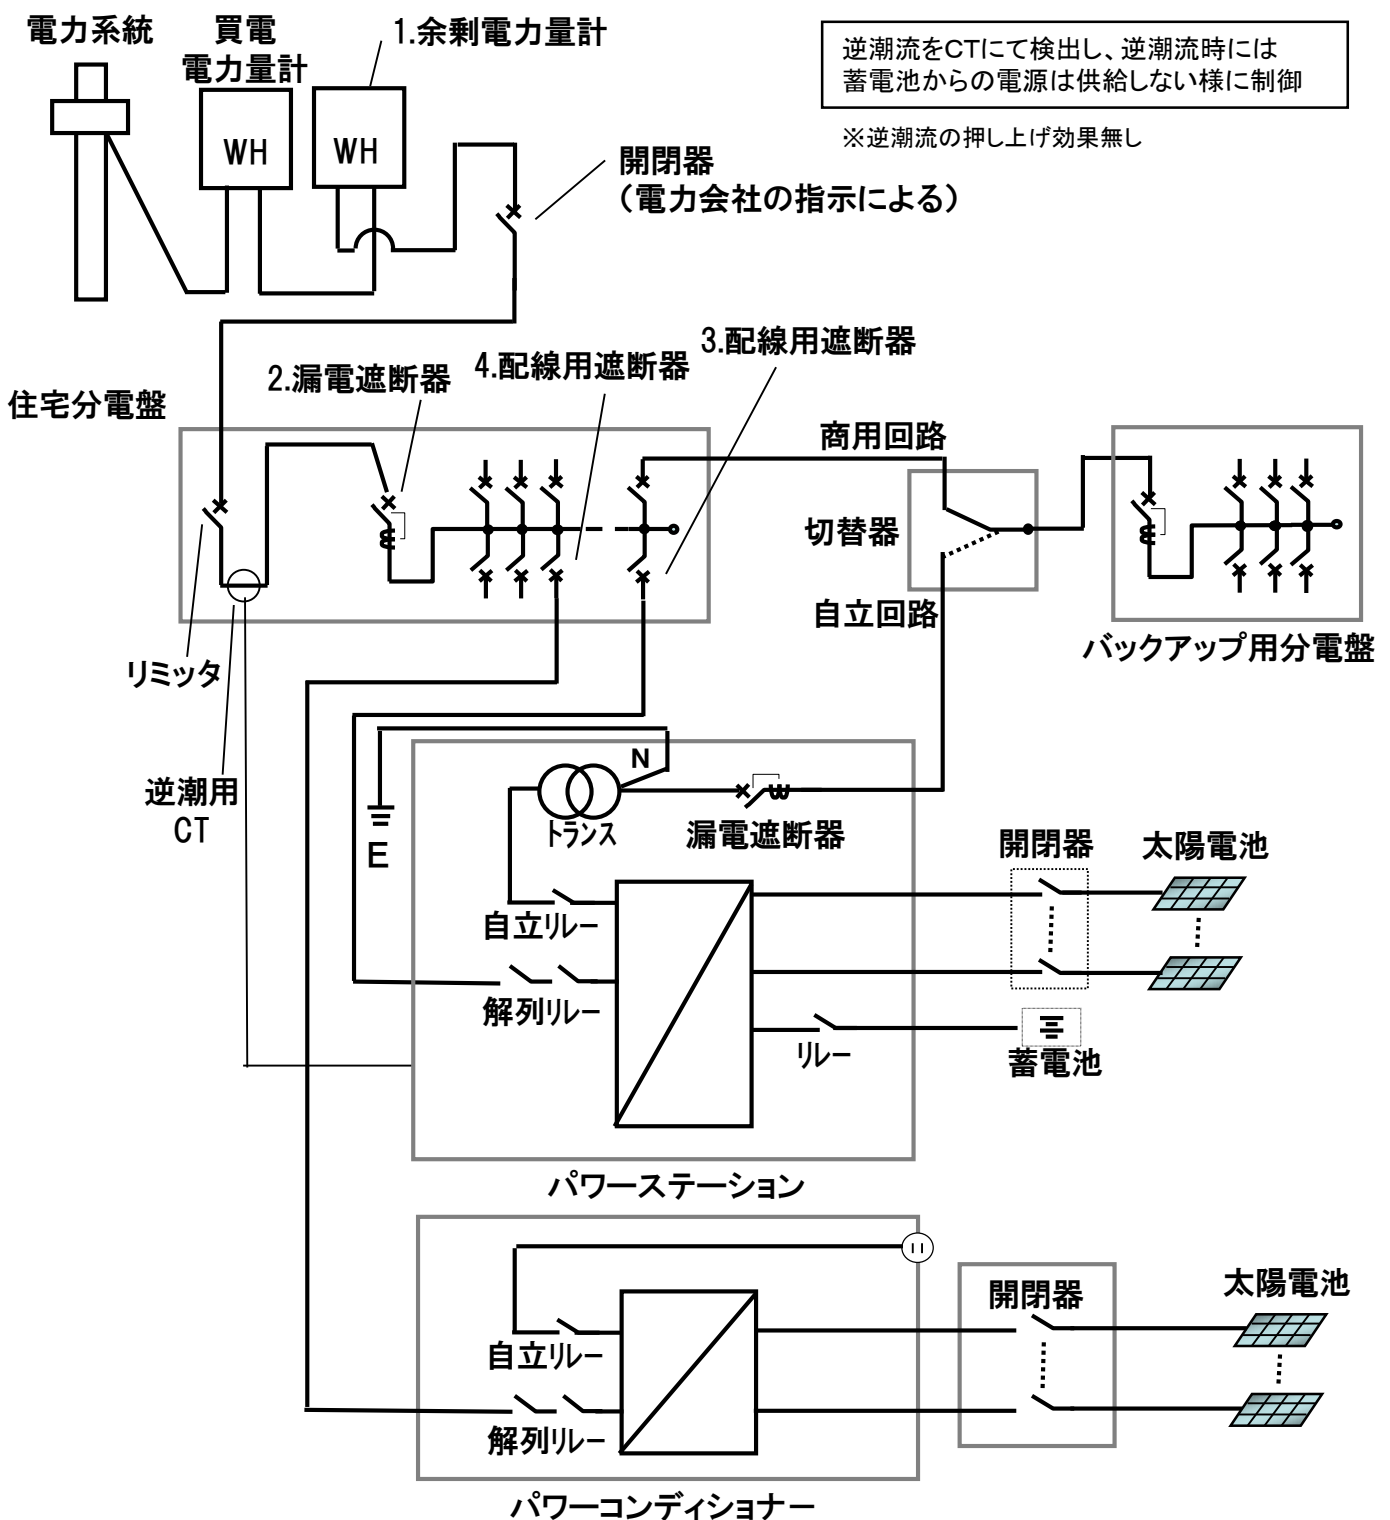 電力系統
買電
電力量計
1.余剰電力量計
逆潮流をCTにて検出し、逆潮流時には
蓄電池からの電源は供給しない様に制御
※逆潮流の押し上げ効果無し
WH
WH
開閉器
（電力会社の指示による）
住宅分電盤
2.漏電遮断器
4.配線用遮断器
3.配線用遮断器
商用回路
切替器
自立回路
バックアップ用分電盤
リミッタ
逆潮用
CT
N
E
トランス
漏電遮断器
開閉器
太陽電池
自立リレー
解列リレー
リレー
蓄電池
パワーステーション
開閉器
太陽電池
自立リレー
解列リレー
パワーコンディショナー